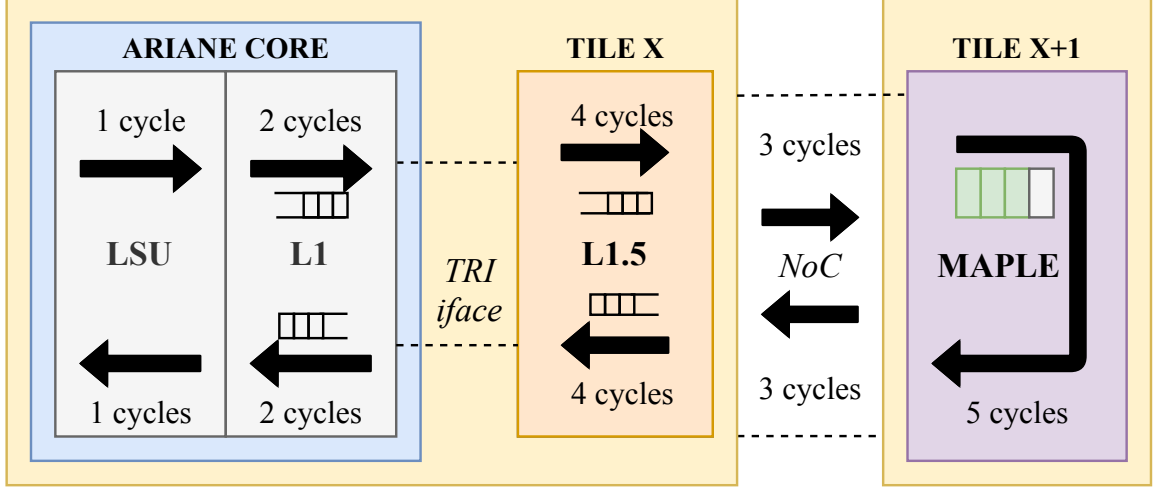 ARIANE CORE
TILE X
TILE X+1
1 cycle
2 cycles
4 cycles
3 cycles
LSU
L1
TRI
iface
L1.5
NoC
MAPLE
1 cycles
2 cycles
4 cycles
3 cycles
5 cycles